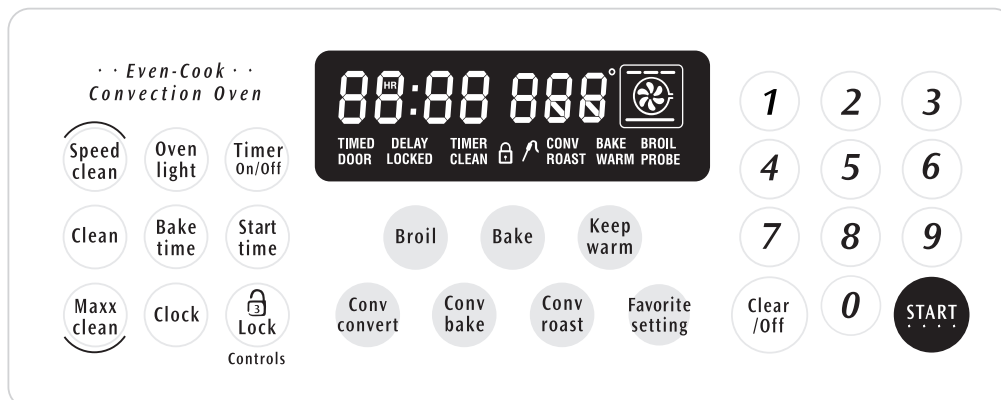 · · Even-Cook · ·
Convection Oven
Speed
clean
Oven
light
Timer
On/Off
Clean
Bake
time
Start
time
Maxx
clean
Clock
3
Lock
Controls
88 HR:88 888°
TIMED DELAY TIMER CONV BAKE BROIL
DOOR LOCKED CLEAN ROAST WARM PROBE
Broil
Bake
Keep
warm
Conv
convert
Conv
bake
Conv
roast
Favorite
setting
1 2 3
4 5 6
7 8 9
Clear
/Off
0
START
· · · ·